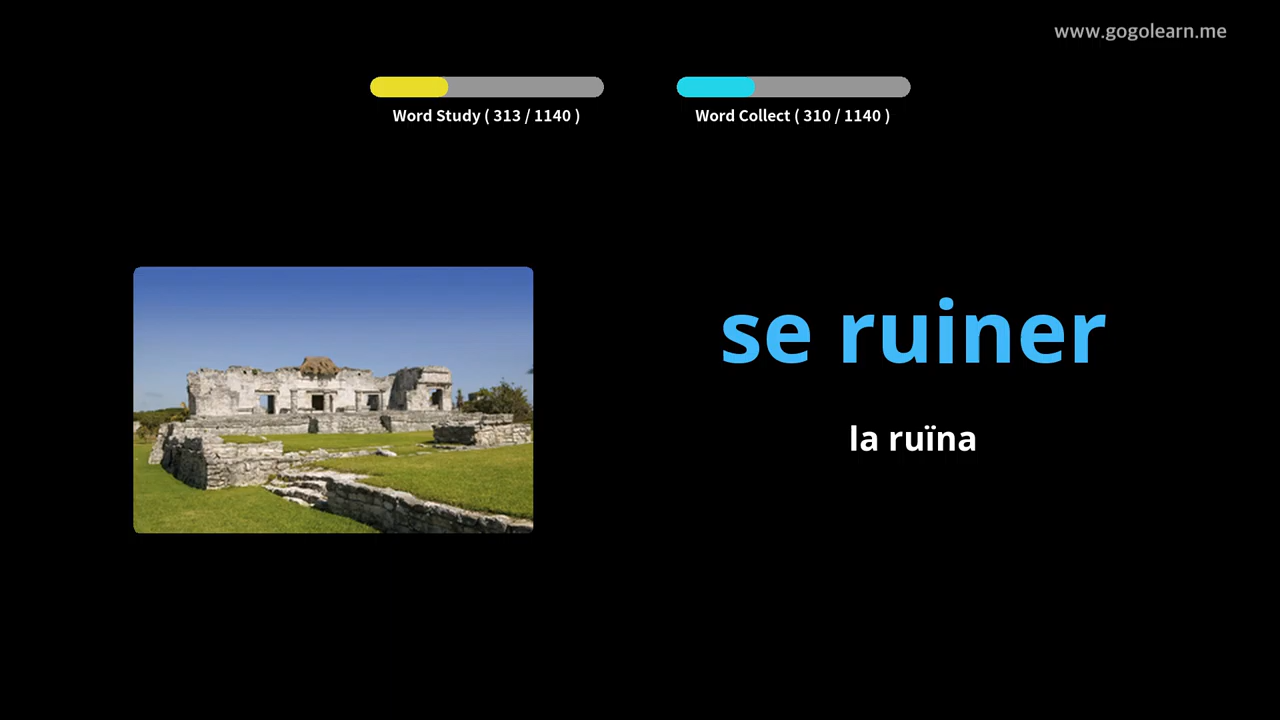 www.gogolearn.me
Word Study ( 313 / 1140 )
Word Collect ( 310 / 1140 )
se ruiner
la ruïna